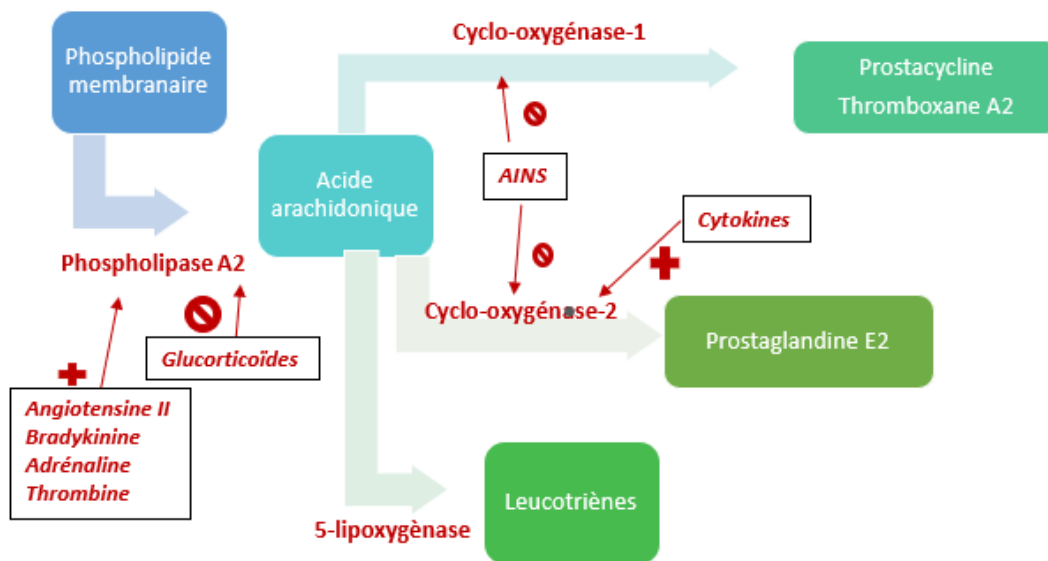 Phospholipide
membranaire
Cyclo-oxygénase-1
Prostacycline
Thromboxane A2
Acide
arachidonique
AINS
Cytokines
Phospholipase A2
Cyclo-oxygénase-2
Prostaglandine E2
Glucorticoïdes
Angiotensine II
Bradykinine
Adrénaline
Thrombine
Leucotriènes
5-lipoxygènase